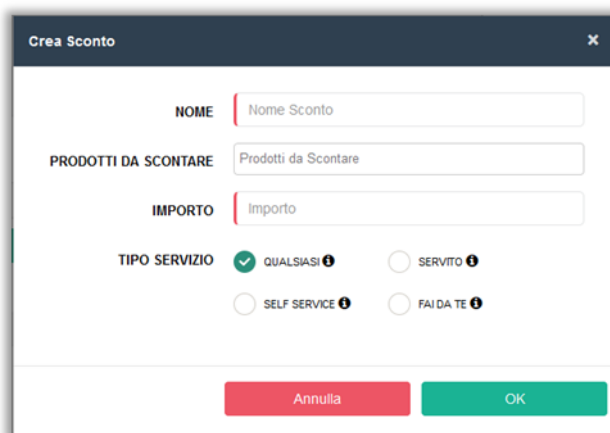 Crea Sconto ×
NOME Nome Sconto
PRODOTTI DA SCONTARE Prodotti da Scontare
IMPORTO Importo
TIPO SERVIZIO QUALSIASI SERVITO
SELF SERVICE FAI DA TE
Annulla OK